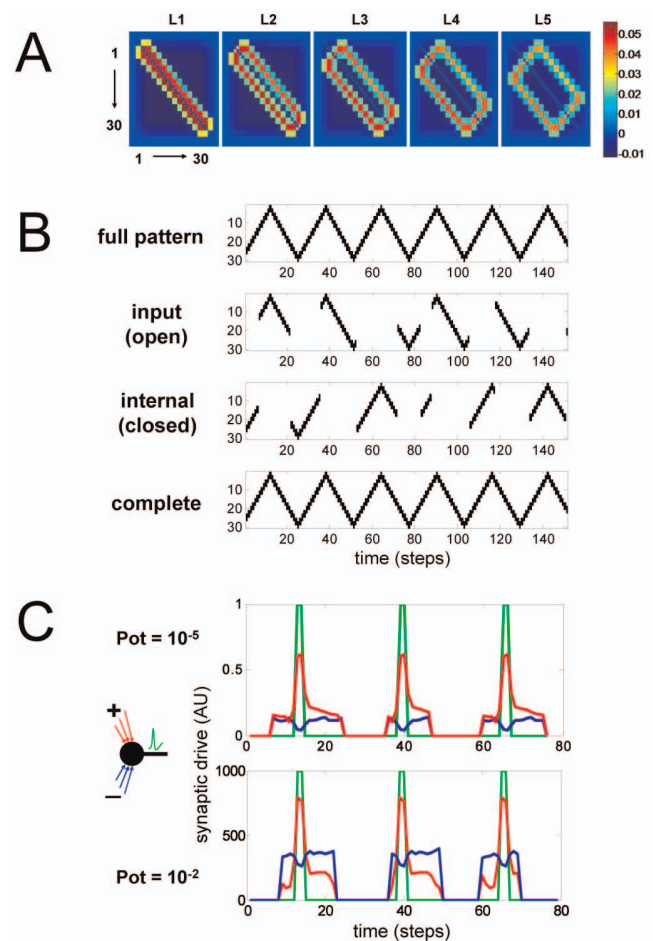 A
L1 L2 L3 L4 L5
1
30
1 30
0.05
0.04
0.03
0.02
0.01
0
-0.01
B
full pattern
10
20
30
20 40 60 80 100 120 140
input
(open)
10
20
30
20 40 60 80 103 120 140
internal
(closed)
10
20
30
20 40 60 80 100 120 140
complete
10
20
30
20 40 60 80 100 120 140
time (steps)
C
Pot = 10-5
+
–
Pot = 10-2
synaptic drive (AU)
1
0.5
0
0 20 40 60 80
1000
500
0
0 20 40 60 80
time (steps)